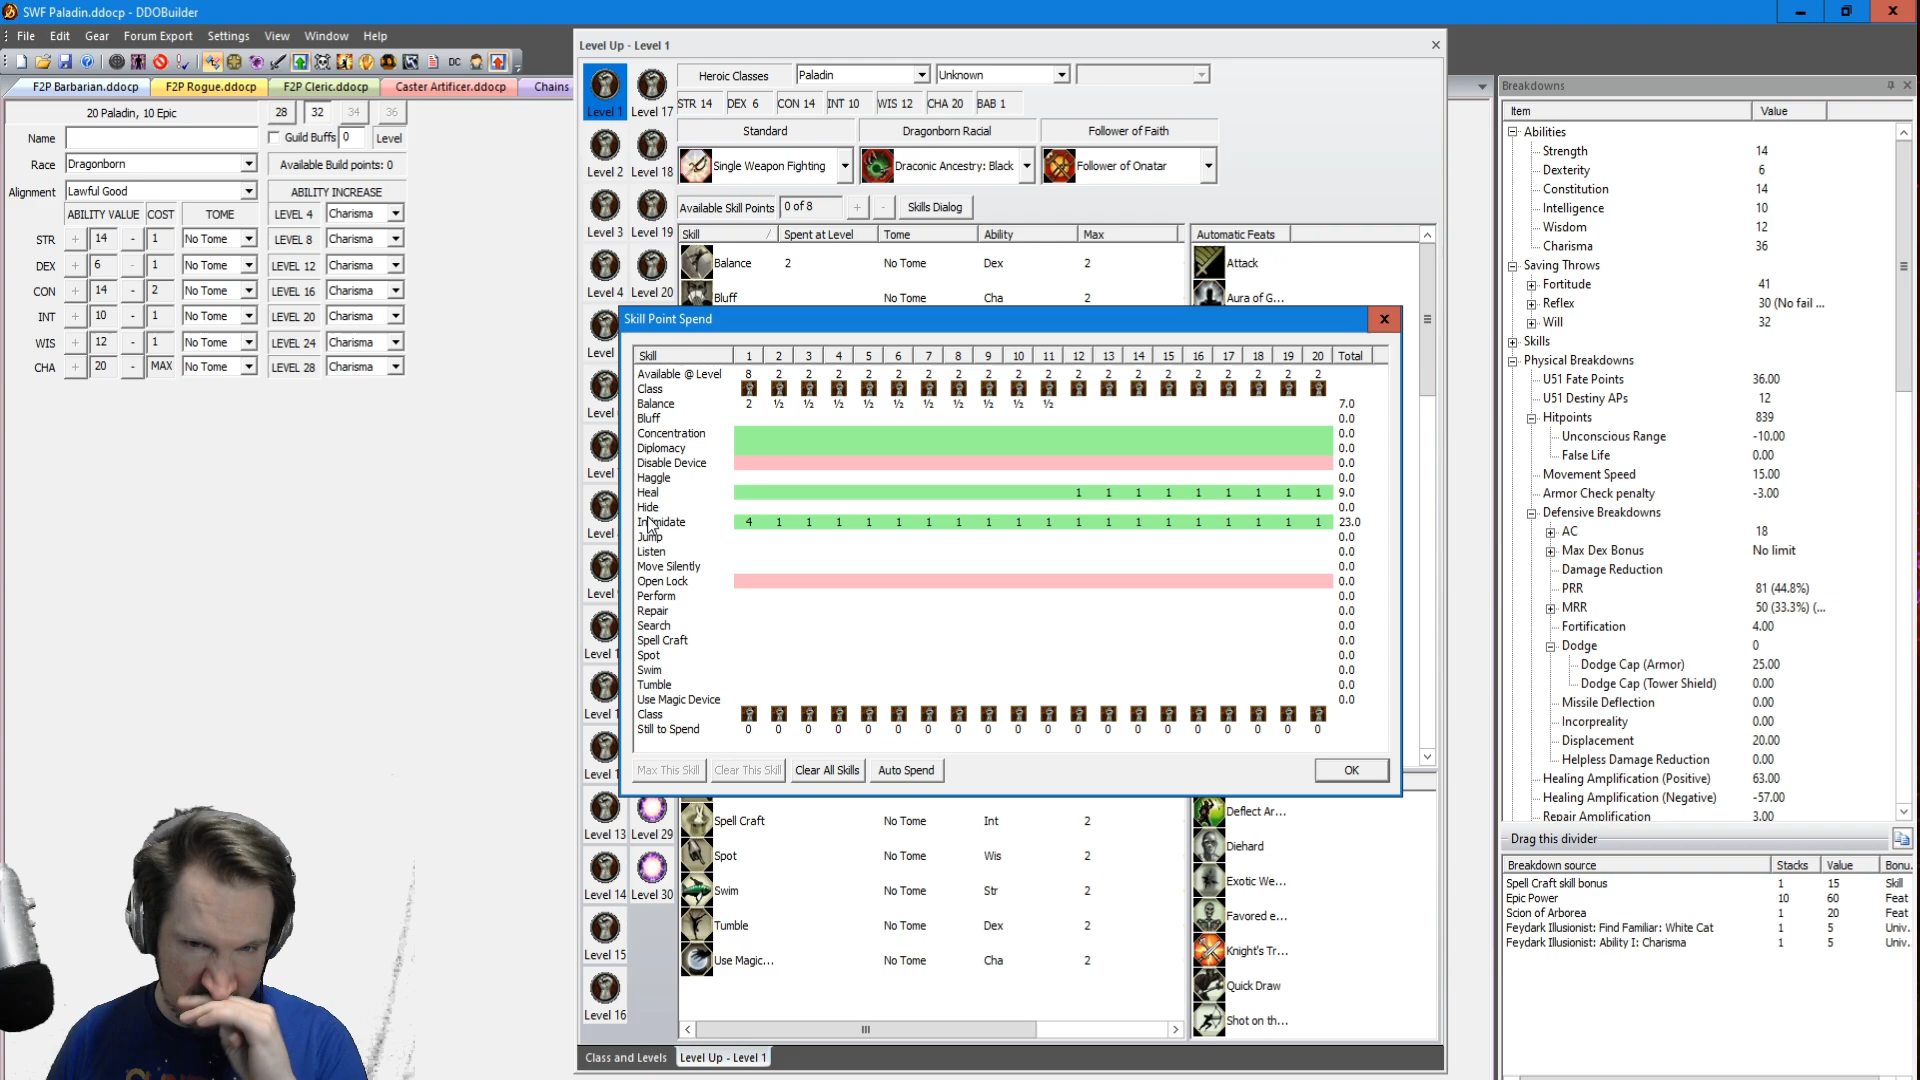 SWF Paladin.ddocp - DDOBuilder
File Edit Gear Forum Export Settings View Window Help
F2P Barbarian.ddocp F2P Rogue.ddocp F2P Cleric.ddocp Caster Artificer.ddocp Chains
20 Paladin, 10 Epic 28 32 34 36
Name Guild Buffs 0 Level
Race Dragonborn Available Build points: 0
Alignment Lawful Good ABILITY INCREASE
ABILITY VALUE COST TOME LEVEL 4 Charisma
STR + 14 - 1 No Tome LEVEL 8 Charisma
DEX + 6 - 1 No Tome LEVEL 12 Charisma
CON + 14 - 2 No Tome LEVEL 16 Charisma
INT + 10 - 1 No Tome LEVEL 20 Charisma
WIS + 12 - 1 No Tome LEVEL 24 Charisma
CHA + 20 - MAX No Tome LEVEL 28 Charisma
Level Up - Level 1
Level 1 Level 17
Level 2 Level 18
Level 3 Level 19
Level 4 Level 20
Level
Level
Level
Level
Level
Level 1
Level 1
Level 1
Level 13 Level 29
Level 14 Level 30
Level 15
Level 16
Heroic Classes Paladin Unknown
STR 14 DEX 6 CON 14 INT 10 WIS 12 CHA 20 BAB 1
Standard Dragonborn Racial Follower of Faith
Single Weapon Fighting Draconic Ancestry: Black Follower of Onatar
Available Skill Points 0 of 8 + - Skills Dialog
Skill / Spent at Level Tome Ability Max Automatic Feats
Balance 2 No Tome Dex 2 Attack
Bluff No Tome Cha 2 Aura of G...
Skill Point Spend
Skill 1 2 3 4 5 6 7 8 9 10 11 12 13 14 15 16 17 18 19 20 Total
Available @ Level 8 2 2 2 2 2 2 2 2 2 2 2 2 2 2 2 2 2 2 2
Class
Balance 2 ½ ½ ½ ½ ½ ½ ½ ½ ½ ½ 7.0
Bluff 0.0
Concentration 0.0
Diplomacy 0.0
Disable Device 0.0
Haggle 0.0
Heal 1 1 1 1 1 1 1 1 1 9.0
Hide 0.0
Intimidate 4 1 1 1 1 1 1 1 1 1 1 1 1 1 1 1 1 1 1 1 23.0
Jump 0.0
Listen 0.0
Move Silently 0.0
Open Lock 0.0
Perform 0.0
Repair 0.0
Search 0.0
Spell Craft 0.0
Spot 0.0
Swim 0.0
Tumble 0.0
Use Magic Device 0.0
Class
Still to Spend 0 0 0 0 0 0 0 0 0 0 0 0 0 0 0 0 0 0 0 0
Max This Skill Clear This Skill Clear All Skills Auto Spend OK
Spell Craft No Tome Int 2 Deflect Ar...
Spot No Tome Wis 2 Diehard
Swim No Tome Str 2 Exotic We...
Tumble No Tome Dex 2 Favored e...
Use Magic... No Tome Cha 2 Knight's Tr...
Quick Draw
Shot on th...
Class and Levels Level Up - Level 1
Breakdowns
Item Value
Abilities
Strength 14
Dexterity 6
Constitution 14
Intelligence 10
Wisdom 12
Charisma 36
Saving Throws
Fortitude 41
Reflex 30 (No fail ...
Will 32
Skills
Physical Breakdowns
U51 Fate Points 36.00
U51 Destiny APs 12
Hitpoints 839
Unconscious Range -10.00
False Life 0.00
Movement Speed 15.00
Armor Check penalty -3.00
Defensive Breakdowns
AC 18
Max Dex Bonus No limit
Damage Reduction
PRR 81 (44.8%)
MRR 50 (33.3%) (...
Fortification 4.00
Dodge 0
Dodge Cap (Armor) 25.00
Dodge Cap (Tower Shield) 0.00
Missile Deflection 0.00
Incorpreality 0.00
Displacement 20.00
Helpless Damage Reduction 0.00
Healing Amplification (Positive) 63.00
Healing Amplification (Negative) -57.00
Repair Amplification 3.00
Drag this divider
Breakdown source Stacks Value Bonu.
Spell Craft skill bonus 1 15 Skill
Epic Power 10 60 Feat
Scion of Arborea 1 20 Feat
Feydark Illusionist: Find Familiar: White Cat 1 5 Univ.
Feydark Illusionist: Ability I: Charisma 1 5 Univ.